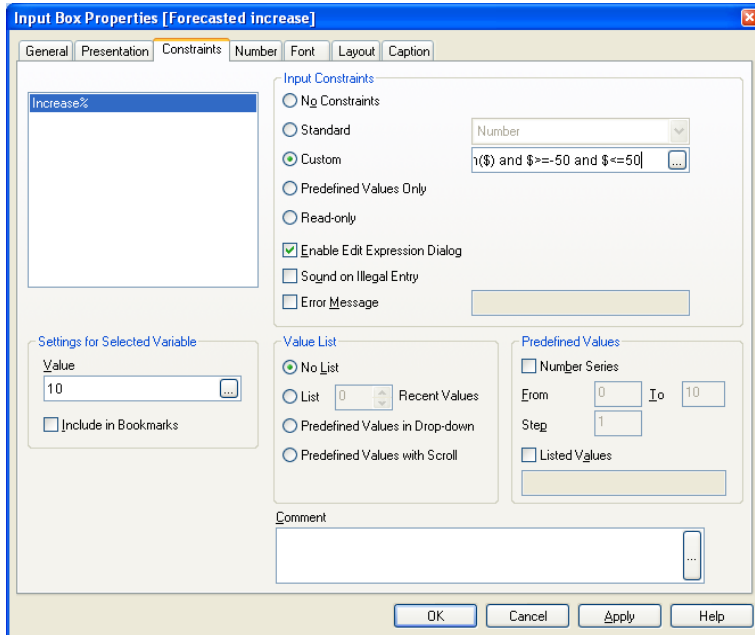 Input Box Properties [Forecasted increase]
General Presentation Constraints Number Font Layout Caption
Increase%
Input Constraints
No Constraints
Standard Number
Custom ($) and $>=-50 and $<=50 ...
Predefined Values Only
Read-only
Enable Edit Expression Dialog
Sound on Illegal Entry
Error Message
Settings for Selected Variable
Value
10 ...
Include in Bookmarks
Value List
No List
List 0 Recent Values
Predefined Values in Drop-down
Predefined Values with Scroll
Predefined Values
Number Series
From 0 To 10
Step 1
Listed Values
Comment
...
OK Cancel Apply Help